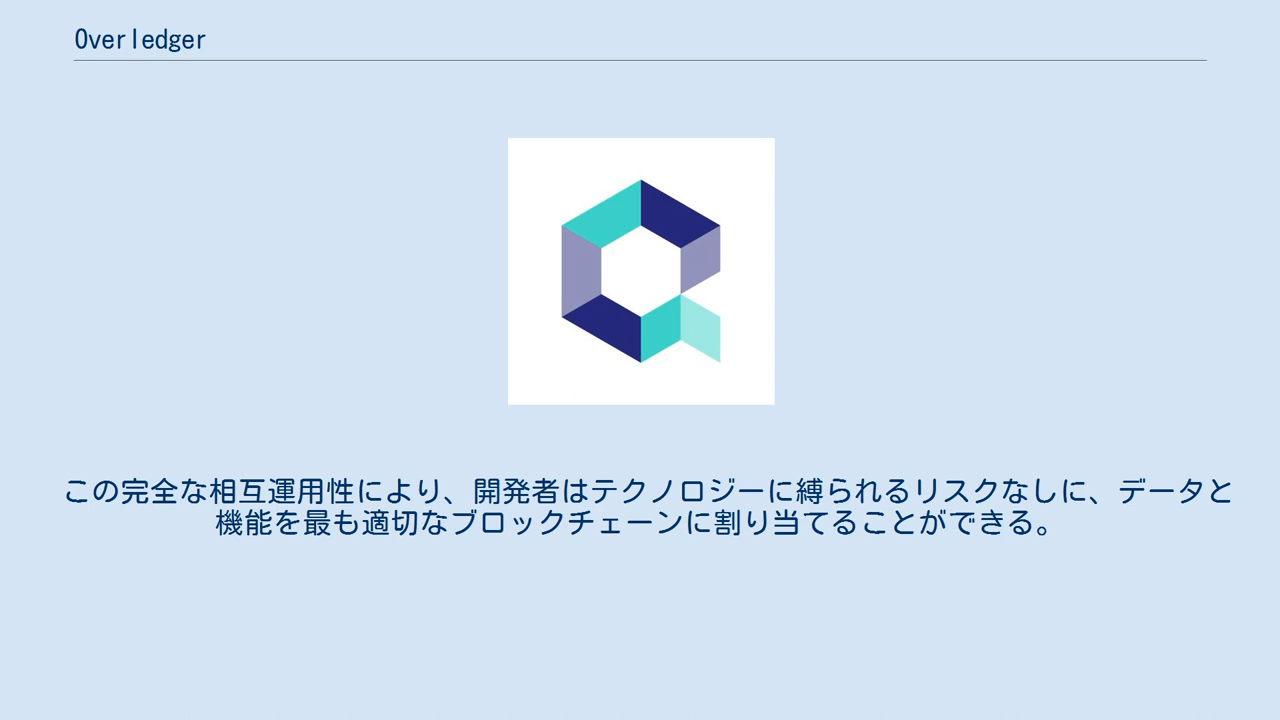 Overledger
この完全な相互運用性により、開発者はテクノロジーに縛られるリスクなしに、データと
機能を最も適切なブロックチェーンに割り当てることができる。